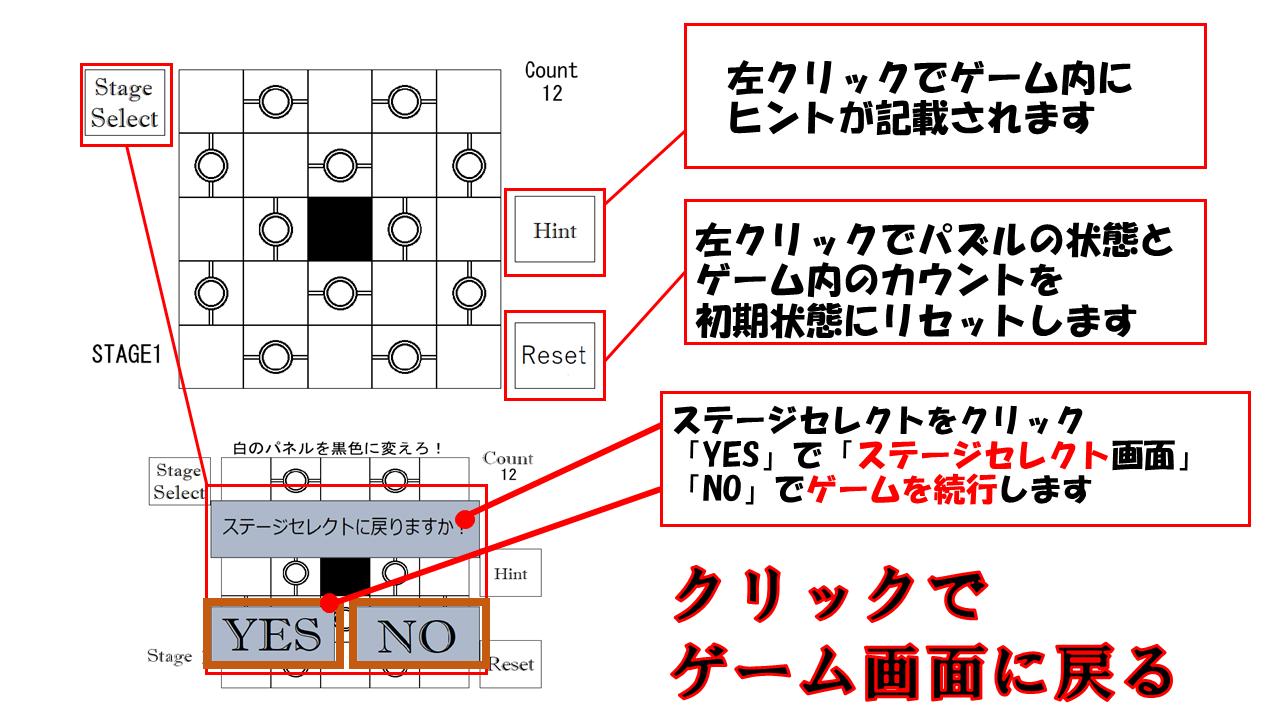 Stage
Select
Count
12
左クリックでゲーム内に
ヒントが記載されます
Hint
左クリックでパズルの状態と
ゲーム内のカウントを
初期状態にリセットします
Reset
STAGE1
ステージセレクトをクリック
「YES」で「ステージセレクト画面」
「NO」でゲームを続行します
白のパネルを黒色に変えろ！
Stage
Select
Count
12
ステージセレクトに戻りますか？
Hint
YES
NO
Stage
Reset
クリックで
ゲーム画面に戻る